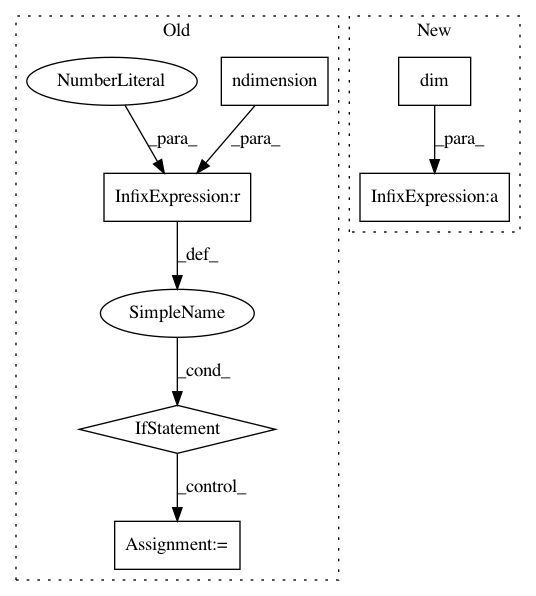 Old
New
NumberLiteral
ndimension
dim
_para_
_para_
_para_
InfixExpression:r
InfixExpression:a
_def_
SimpleName
_cond_
IfStatement
_control_
Assignment:=